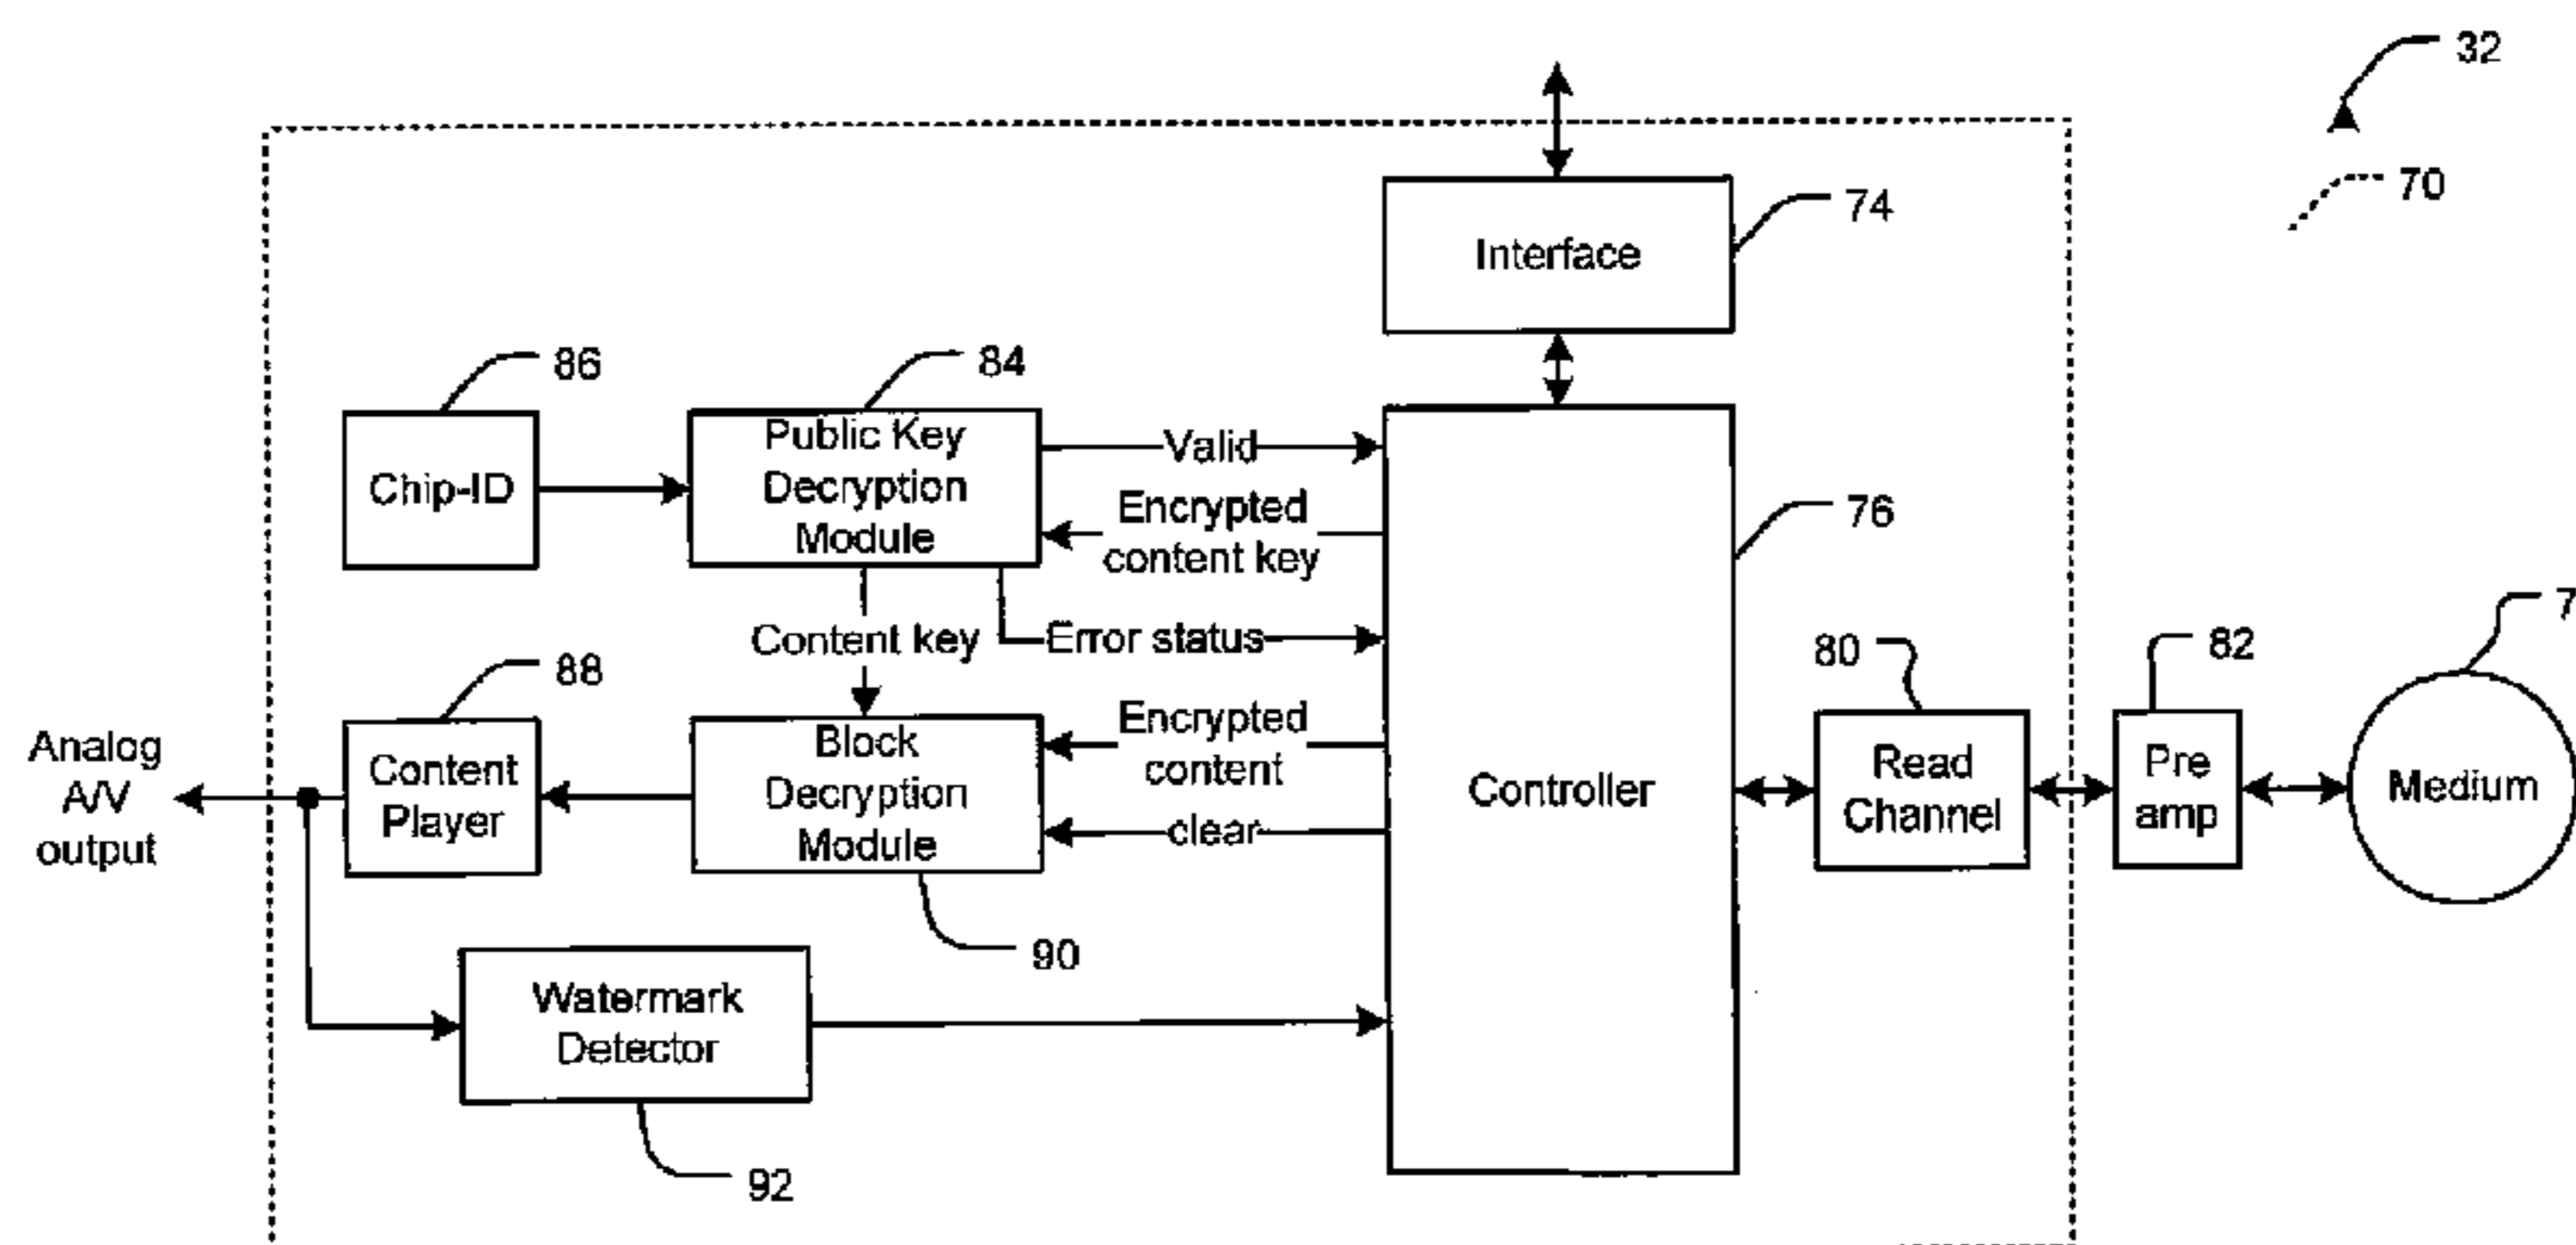 32
70
74
Interface
86
84
Chip-ID
Public Key
Decryption
Module
Valid
Encrypted
content key
76
Content key
Error status
88
80
82
7
Analog
A/V
output
Content
Player
Block
Decryption
Module
Encrypted
content
clear
Controller
Read
Channel
Pre
amp
Medium
90
Watermark
Detector
92